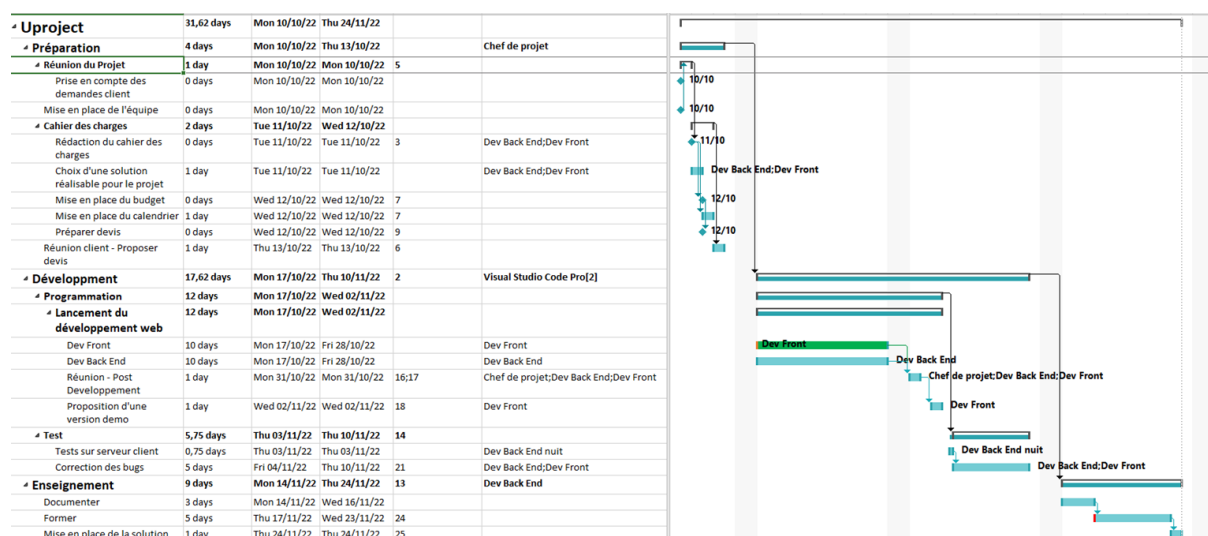 Uproject 31,62 days Mon 10/10/22 Thu 24/11/22
Préparation 4 days Mon 10/10/22 Thu 13/10/22 Chef de projet
Réunion du Projet 1 day Mon 10/10/22 Mon 10/10/22 5
Prise en compte des 0 days Mon 10/10/22 Mon 10/10/22 10/10
demandes client
Mise en place de l'équipe 0 days Mon 10/10/22 Mon 10/10/22 10/10
Cahier des charges 2 days Tue 11/10/22 Wed 12/10/22
Rédaction du cahier des 0 days Tue 11/10/22 Tue 11/10/22 3 Dev Back End;Dev Front 11/10
charges
Choix d'une solution 1 day Tue 11/10/22 Tue 11/10/22 Dev Back End;Dev Front Dev Back End;Dev Front
réalisable pour le projet
Mise en place du budget 0 days Wed 12/10/22 Wed 12/10/22 7 12/10
Mise en place du calendrier 1 day Wed 12/10/22 Wed 12/10/22 7
Préparer devis 0 days Wed 12/10/22 Wed 12/10/22 9 12/10
Réunion client - Proposer 1 day Thu 13/10/22 Thu 13/10/22 6
devis
Développment 17,62 days Mon 17/10/22 Thu 10/11/22 2 Visual Studio Code Pro[2]
Programmation 12 days Mon 17/10/22 Wed 02/11/22
Lancement du 12 days Mon 17/10/22 Wed 02/11/22
développement web
Dev Front 10 days Mon 17/10/22 Fri 28/10/22 Dev Front Dev Front
Dev Back End 10 days Mon 17/10/22 Fri 28/10/22 Dev Back End Dev Back End
Réunion - Post 1 day Mon 31/10/22 Mon 31/10/22 16;17 Chef de projet;Dev Back End;Dev Front Chef de projet;Dev Back End;Dev Front
Developpement
Proposition d'une 1 day Wed 02/11/22 Wed 02/11/22 18 Dev Front Dev Front
version demo
Test 5,75 days Thu 03/11/22 Thu 10/11/22 14
Tests sur serveur client 0,75 days Thu 03/11/22 Thu 03/11/22 Dev Back End nuit Dev Back End nuit
Correction des bugs 5 days Fri 04/11/22 Thu 10/11/22 21 Dev Back End;Dev Front Dev Back End;Dev Front
Enseignement 9 days Mon 14/11/22 Thu 24/11/22 13 Dev Back End
Documenter 3 days Mon 14/11/22 Wed 16/11/22
Former 5 days Thu 17/11/22 Wed 23/11/22 24
Mise en place de la solution 1 day Thu 24/11/22 Thu 24/11/22 25